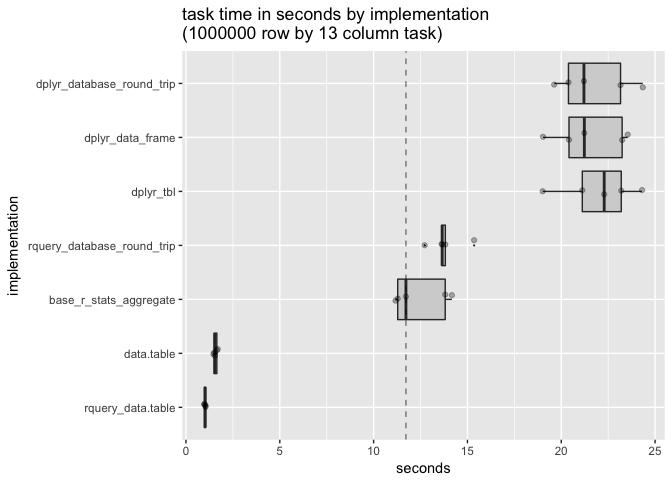 task time in seconds by implementation
(1000000 row by 13 column task)
implementation
dplyr_database_round_trip
dplyr_data_frame
dplyr_tbl
rquery_database_round_trip
base_r_stats_aggregate
data.table
rquery_data.table
0 5 10 15 20 25
seconds